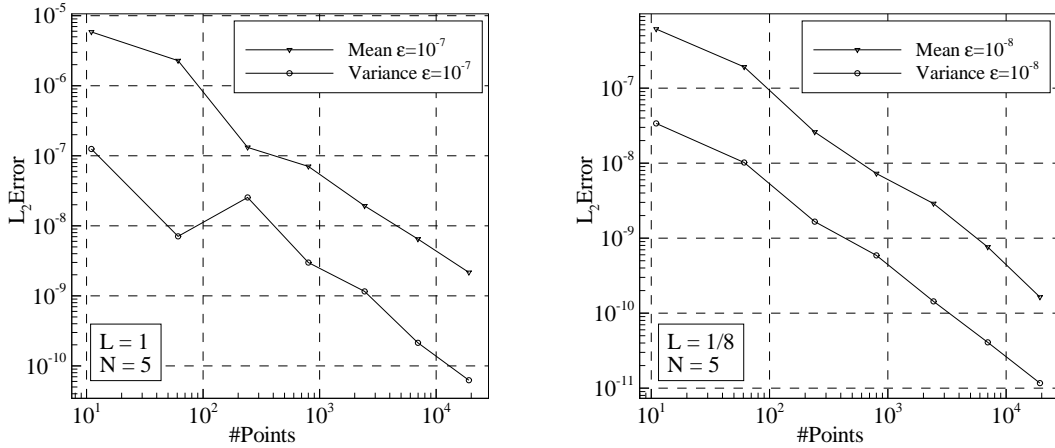 10^-5
10^-6
10^-7
10^-8
10^-9
10^-10
L_2Error
Mean ε=10^-7
Variance ε=10^-7
L = 1
N = 5
10^1 10^2 10^3 10^4
#Points
10^-7
10^-8
10^-9
10^-10
10^-11
L_2Error
Mean ε=10^-8
Variance ε=10^-8
L = 1/8
N = 5
10^1 10^2 10^3 10^4
#Points